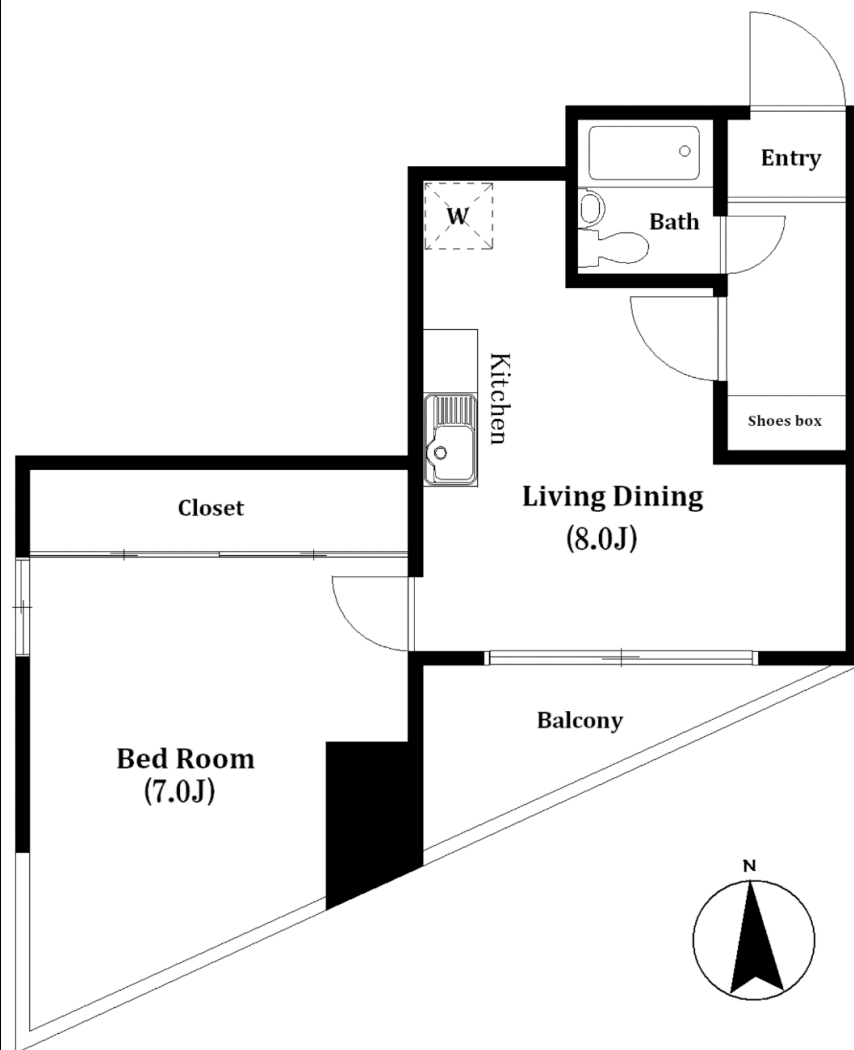 Entry
W
Bath
Kitchen
Shoes box
Living Dining
(8.0J)
Closet
Balcony
Bed Room
(7.0J)
N